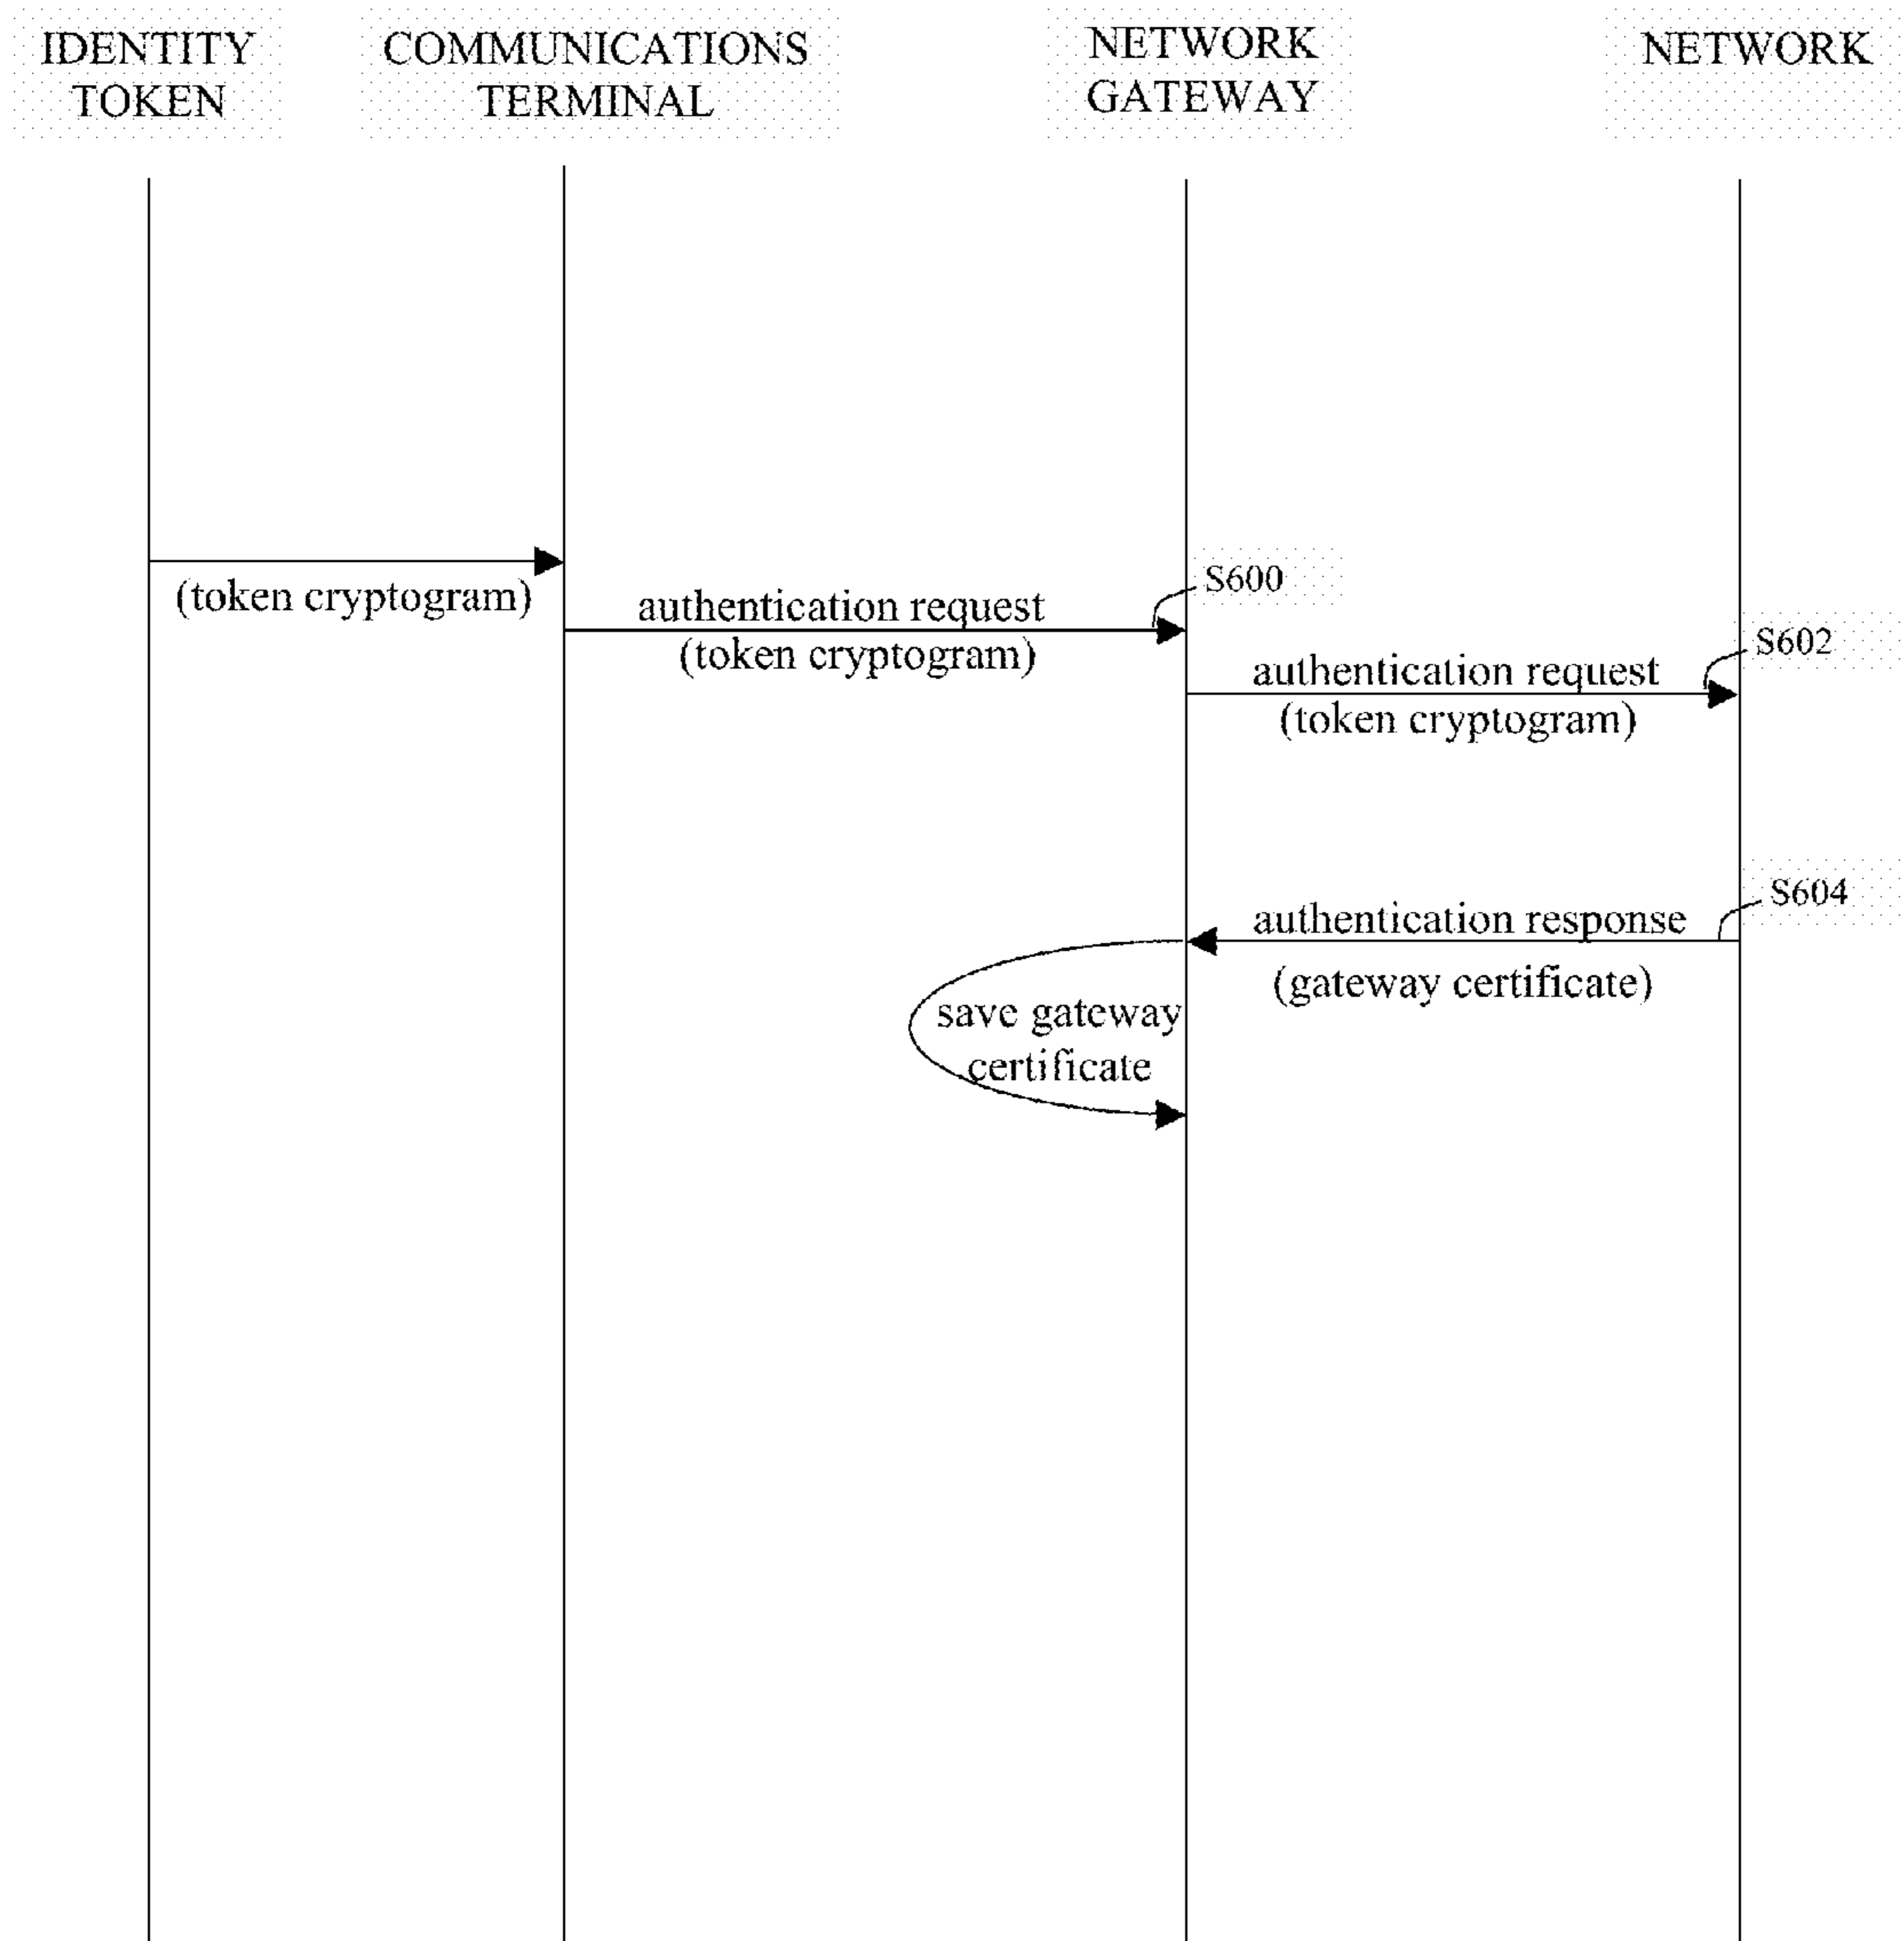 IDENTITY
TOKEN
COMMUNICATIONS
TERMINAL
NETWORK
GATEWAY
NETWORK
(token cryptogram)
authentication request
(token cryptogram)
S600
authentication request
(token cryptogram)
S602
authentication response
(gateway certificate)
S604
save gateway
certificate